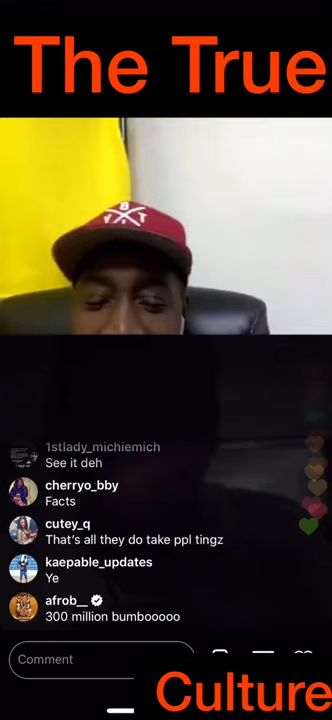 The True
B
V T
T
1stlady_michiemich
See it deh
cherryo_bby
Facts
cutey_q
That's all they do take ppl tingz
kaepable_updates
Ye
afrob__
300 million bumbooooo
Comment
Culture